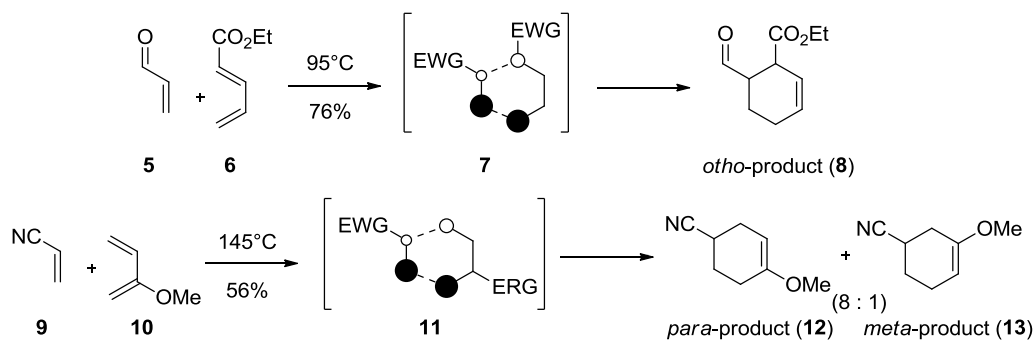 O
CO₂Et
+
5
6
95°C
76%
EWG
EWG
7
O
CO₂Et
otho-product (8)
NC
+
OMe
9
10
145°C
56%
EWG
ERG
11
NC
OMe
+
NC
OMe
(8 : 1)
para-product (12)
meta-product (13)